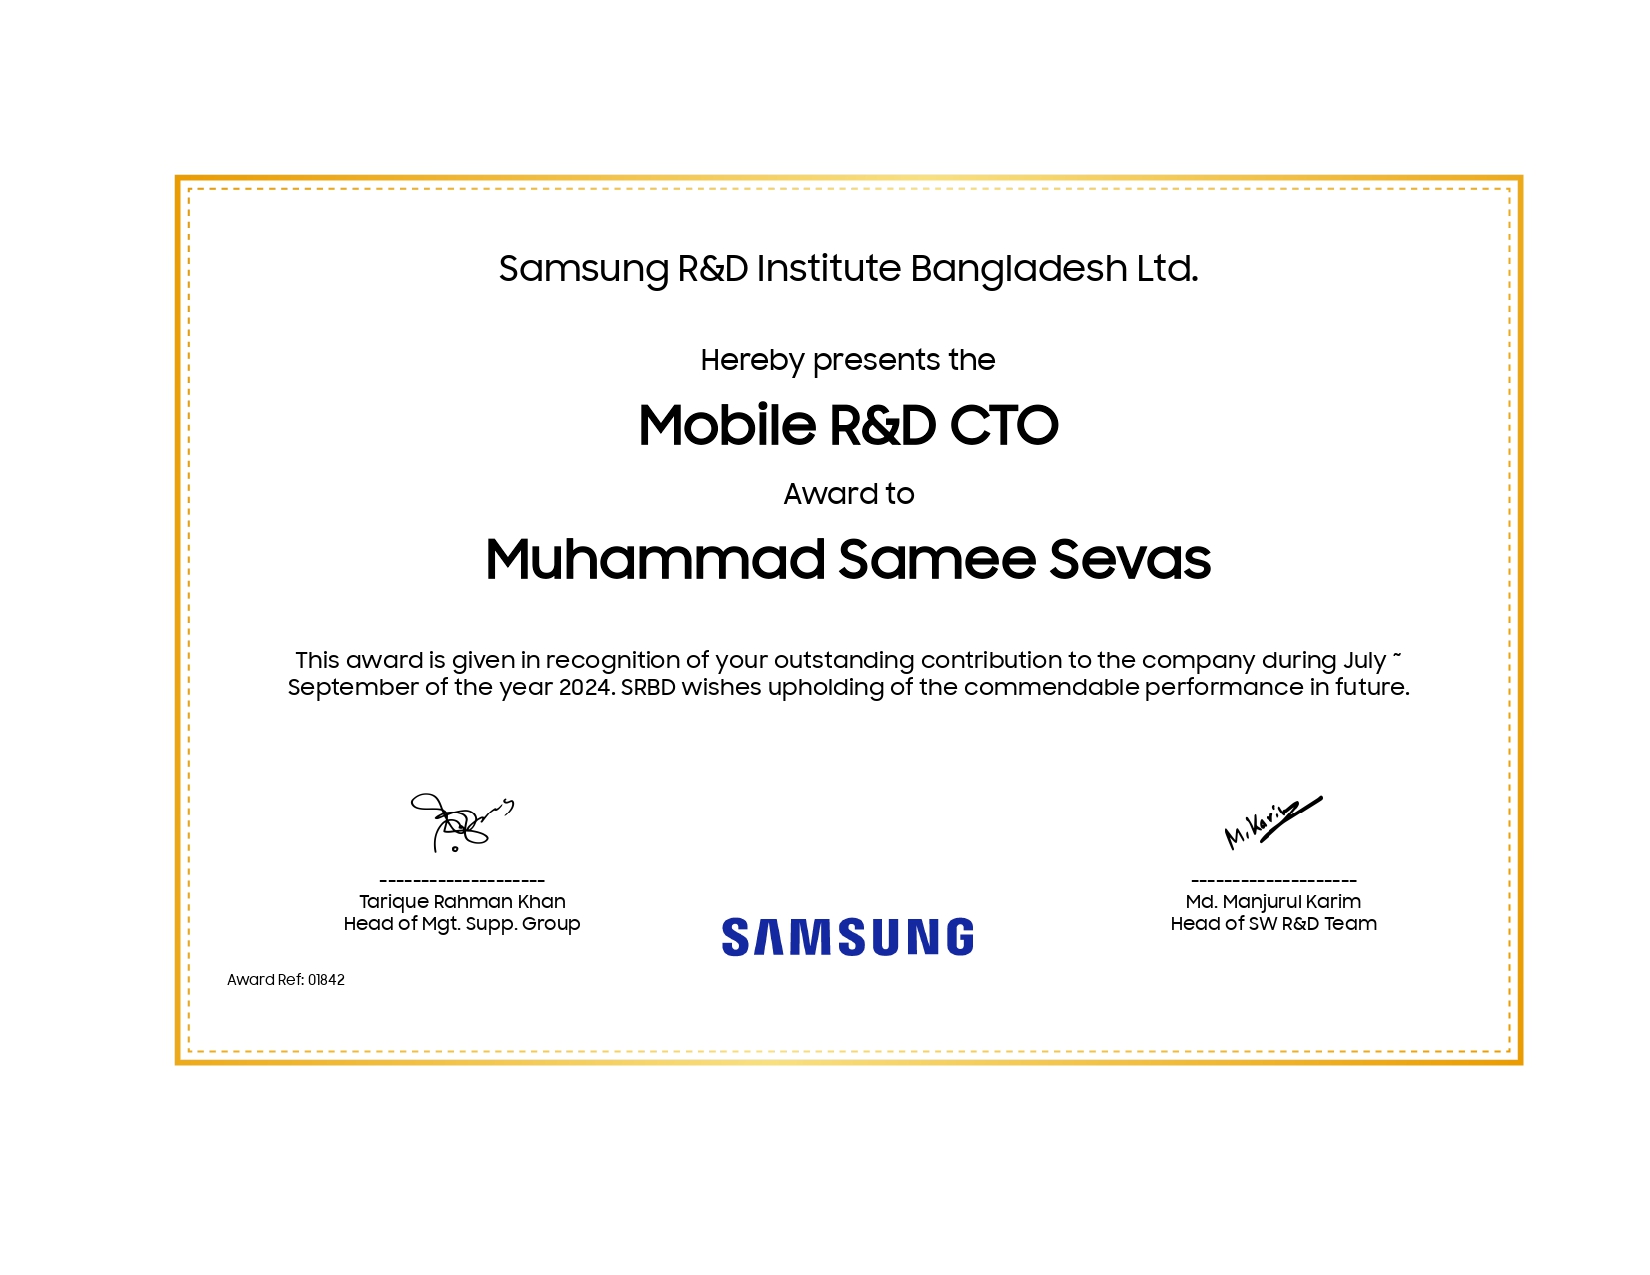 Samsung R&D Institute Bangladesh Ltd.
Hereby presents the
Mobile R&D CTO
Award to
Muhammad Samee Sevas
This award is given in recognition of your outstanding contribution to the company during July ~
September of the year 2024. SRBD wishes upholding of the commendable performance in future.
M. Karim
--------------------
Tarique Rahman Khan
Head of Mgt. Supp. Group
--------------------
Md. Manjurul Karim
Head of SW R&D Team
SAMSUNG
Award Ref: 01842